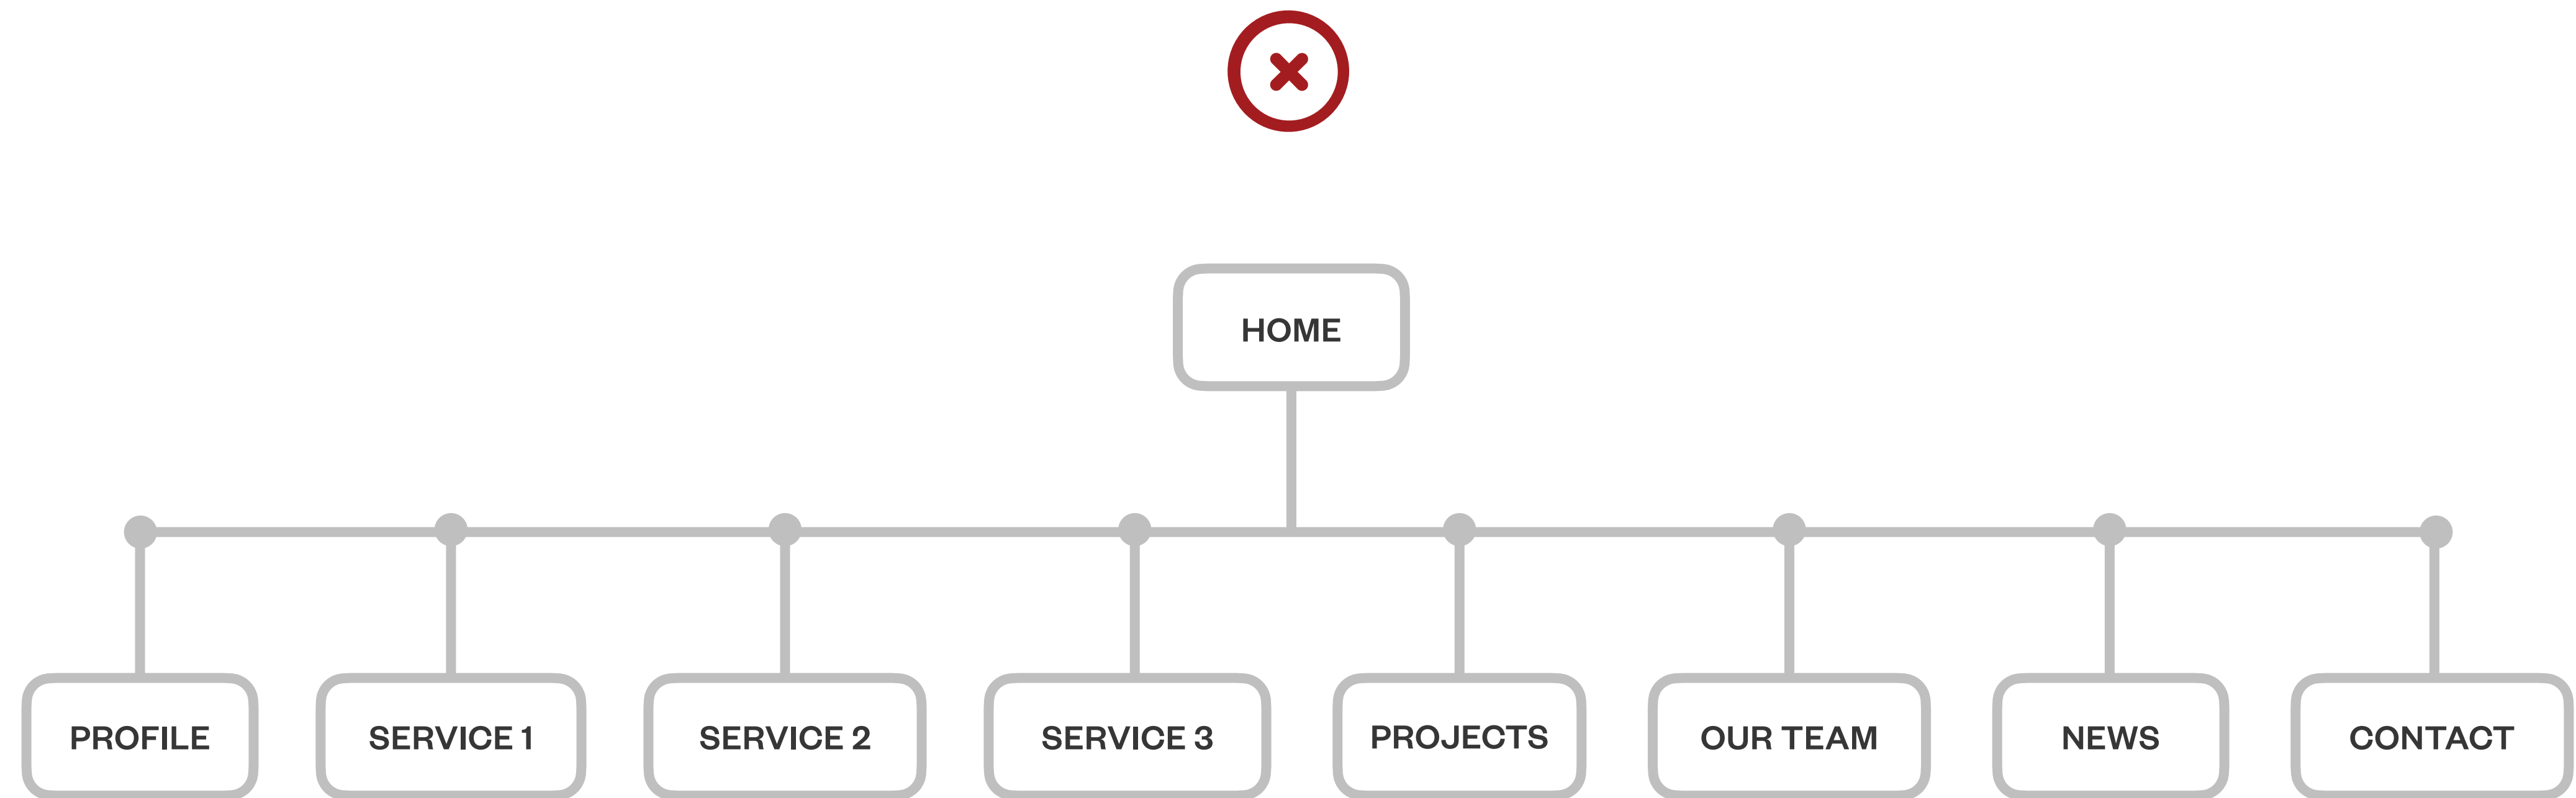 HOME
PROFILE
SERVICE 1
SERVICE 2
SERVICE 3
PROJECTS
OUR TEAM
NEWS
CONTACT